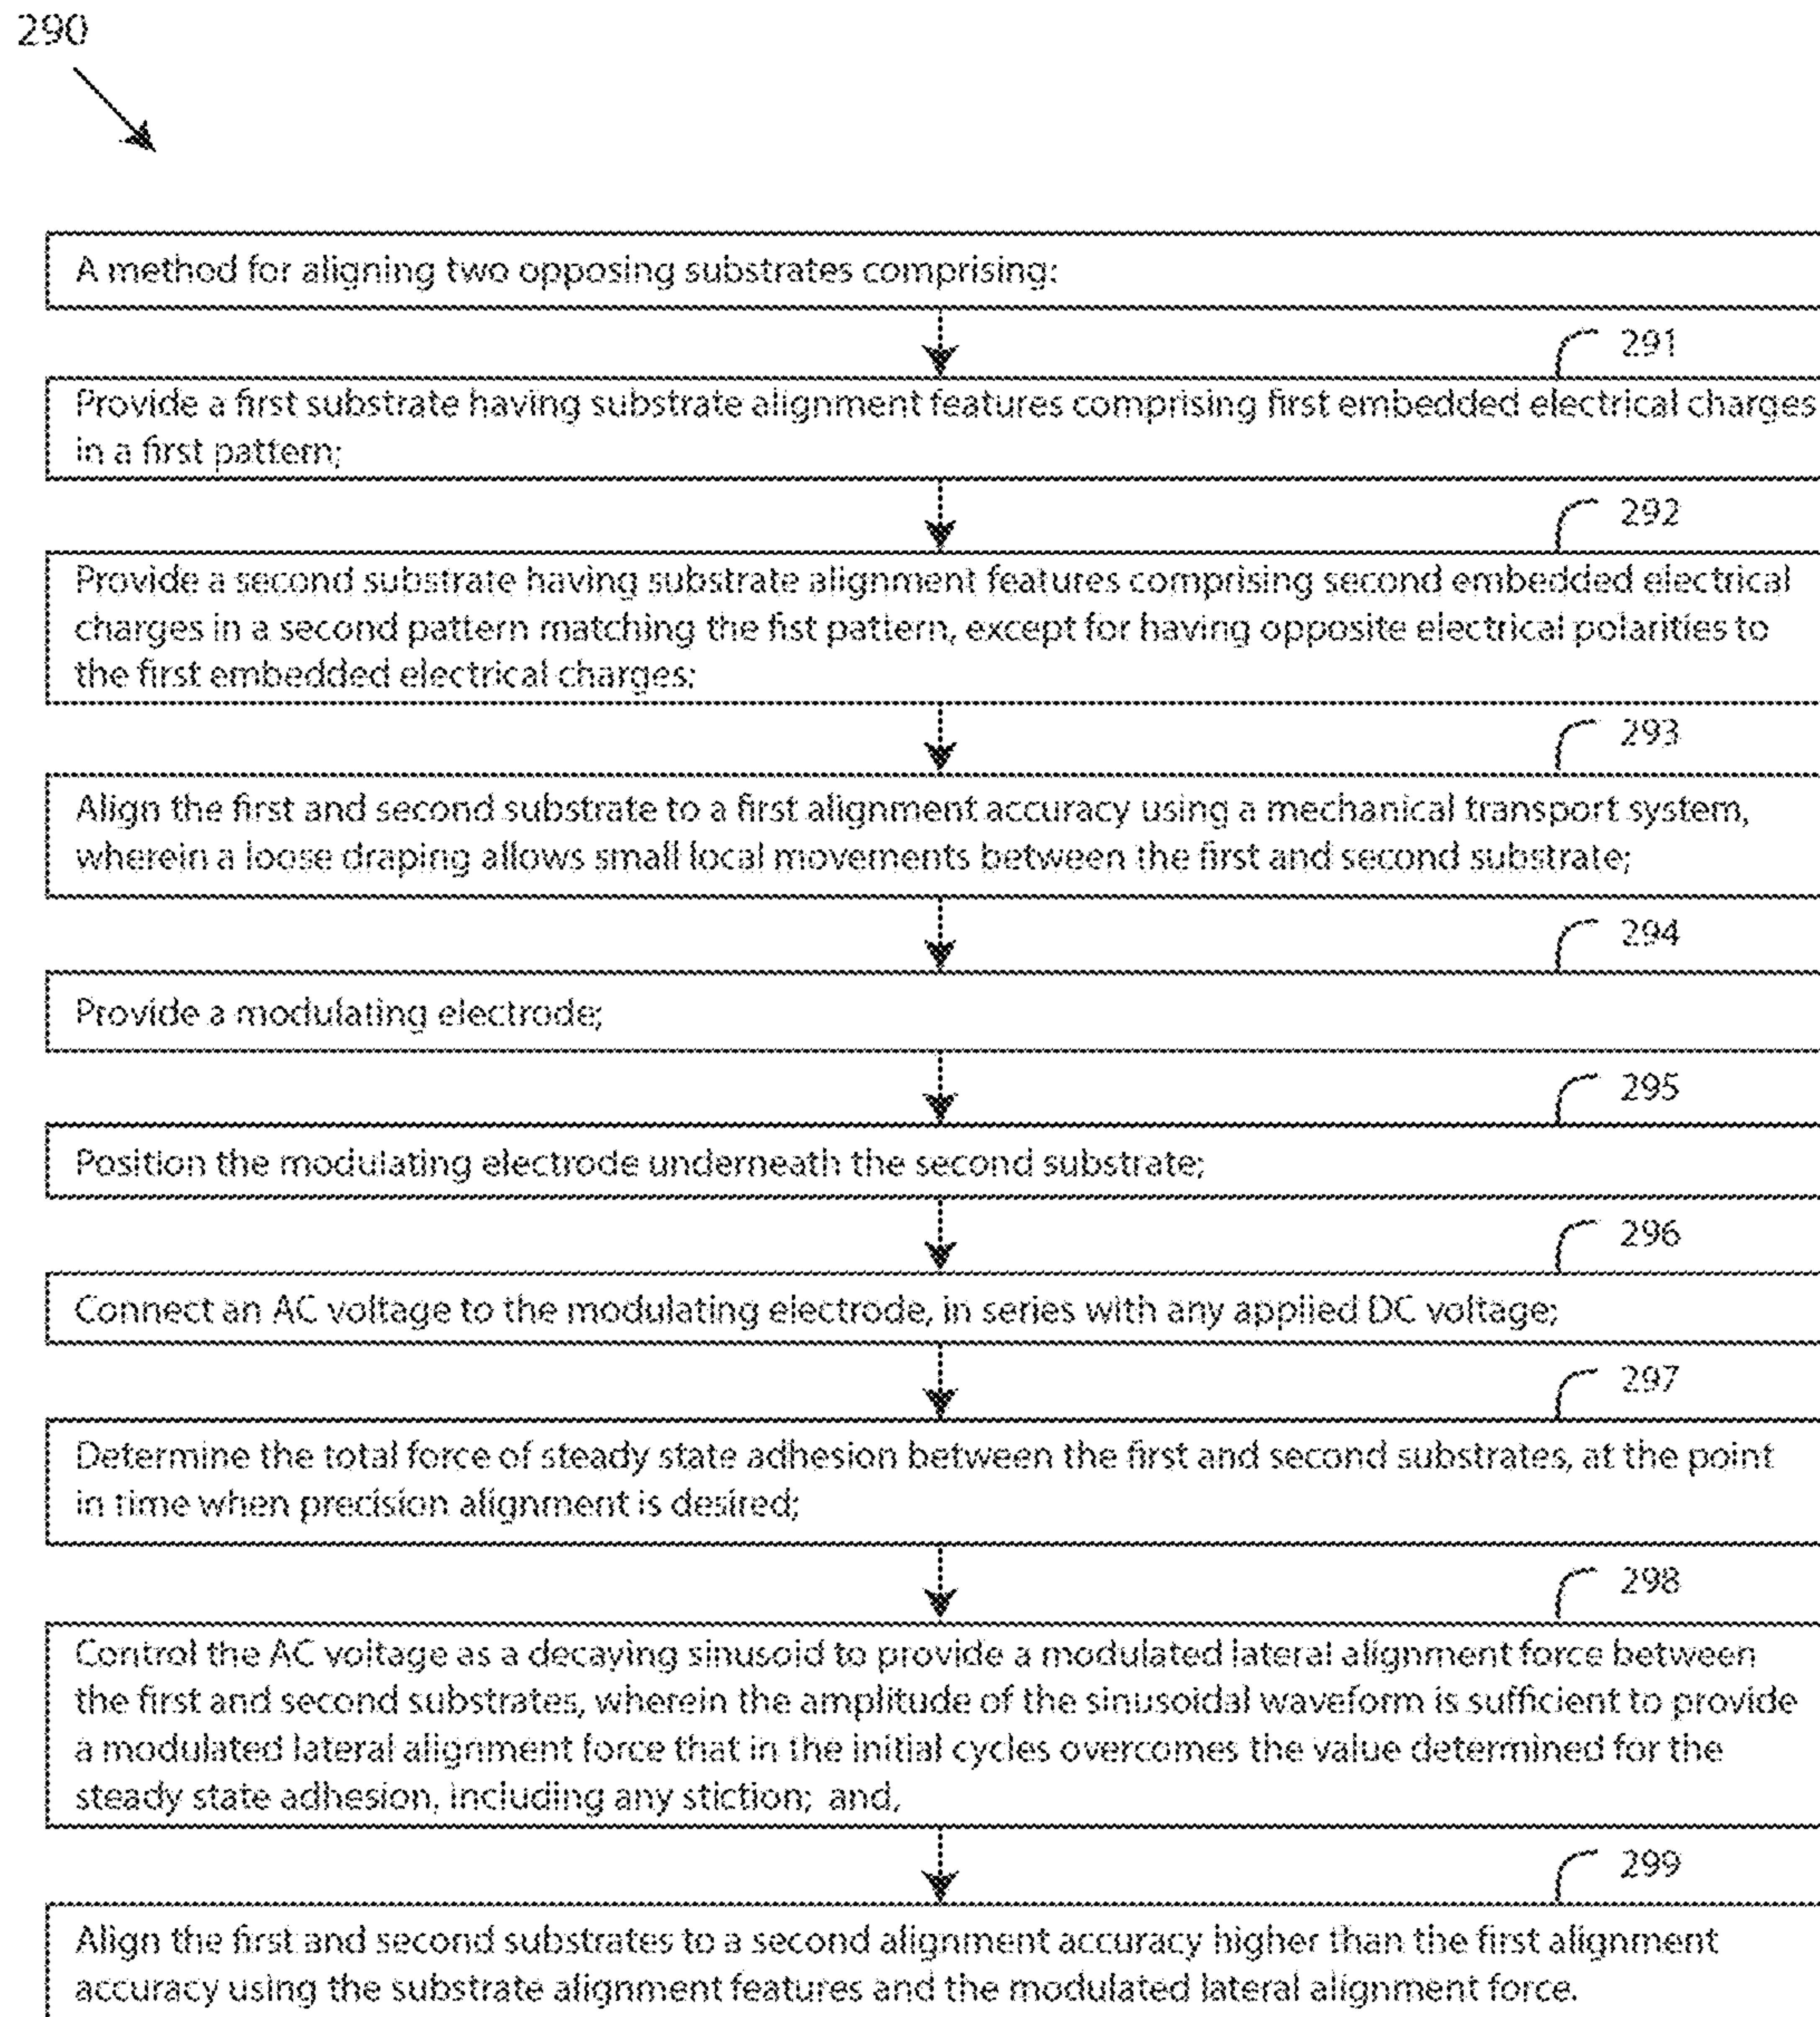 290
A method for aligning two opposing substrates comprising:
291
Provide a first substrate having substrate alignment features comprising first embedded electrical charges
in a first pattern;
292
Provide a second substrate having substrate alignment features comprising second embedded electrical
charges in a second pattern matching the fist pattern, except for having opposite electrical polarities to
the first embedded electrical charges;
293
Align the first and second substrate to a first alignment accuracy using a mechanical transport system,
wherein a loose draping allows small local movements between the first and second substrate;
294
Provide a modulating electrode;
295
Position the modulating electrode underneath the second substrate;
296
Connect an AC voltage to the modulating electrode, in series with any applied DC voltage;
297
Determine the total force of steady state adhesion between the first and second substrates, at the point
in time when precision alignment is desired;
298
Control the AC voltage as a decaying sinusoid to provide a modulated lateral alignment force between
the first and second substrates, wherein the amplitude of the sinusoidal waveform is sufficient to provide
a modulated lateral alignment force that in the initial cycles overcomes the value determined for the
steady state adhesion, including any stiction; and,
299
Align the first and second substrates to a second alignment accuracy higher than the first alignment
accuracy using the substrate alignment features and the modulated lateral alignment force.